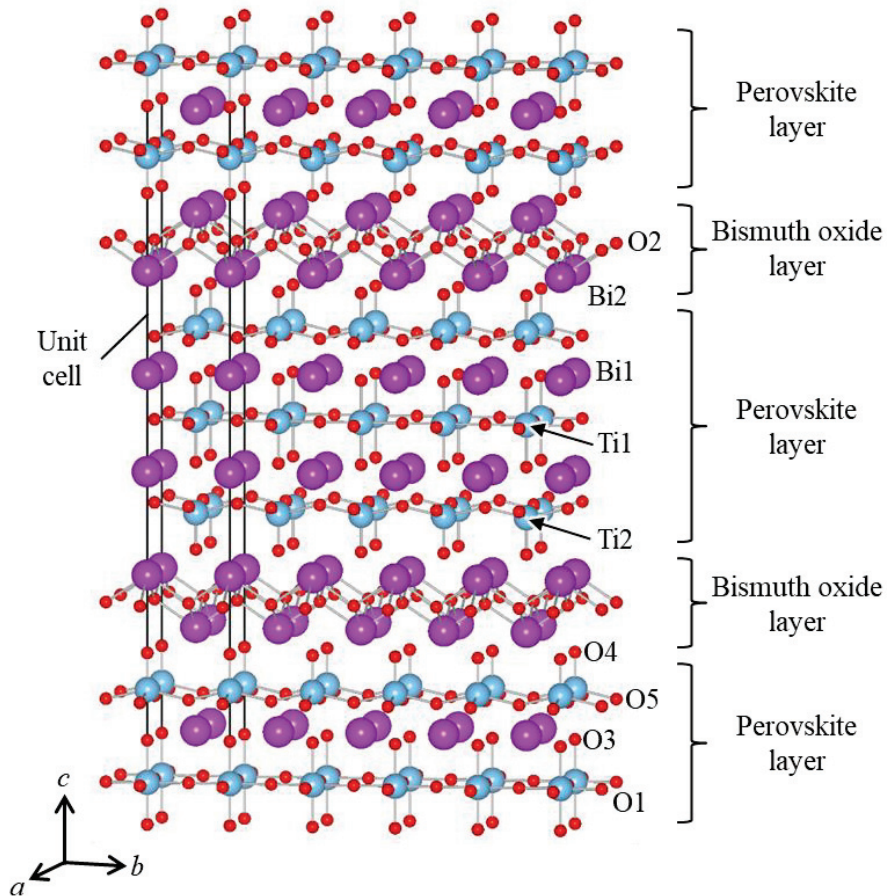 Perovskite
layer
O2
Bismuth oxide
layer
Bi2
Unit
cell
Bi1
Perovskite
layer
Ti1
Ti2
Bismuth oxide
layer
O4
O5
Perovskite
layer
O3
O1
c
b
a